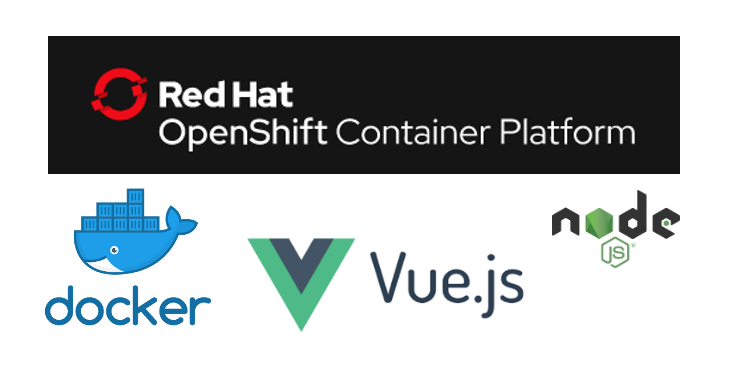 Red Hat
OpenShift Container Platform
docker
Vue.js
node
JS